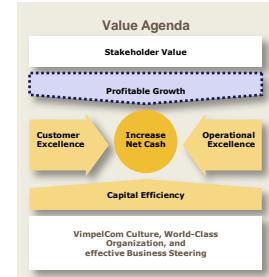 Value Agenda
Stakeholder Value
Profitable Growth
Customer
Excellence
Increase
Net Cash
Operational
Excellence
Capital Efficiency
VimpelCom Culture, World-Class
Organization, and
effective Business Steering